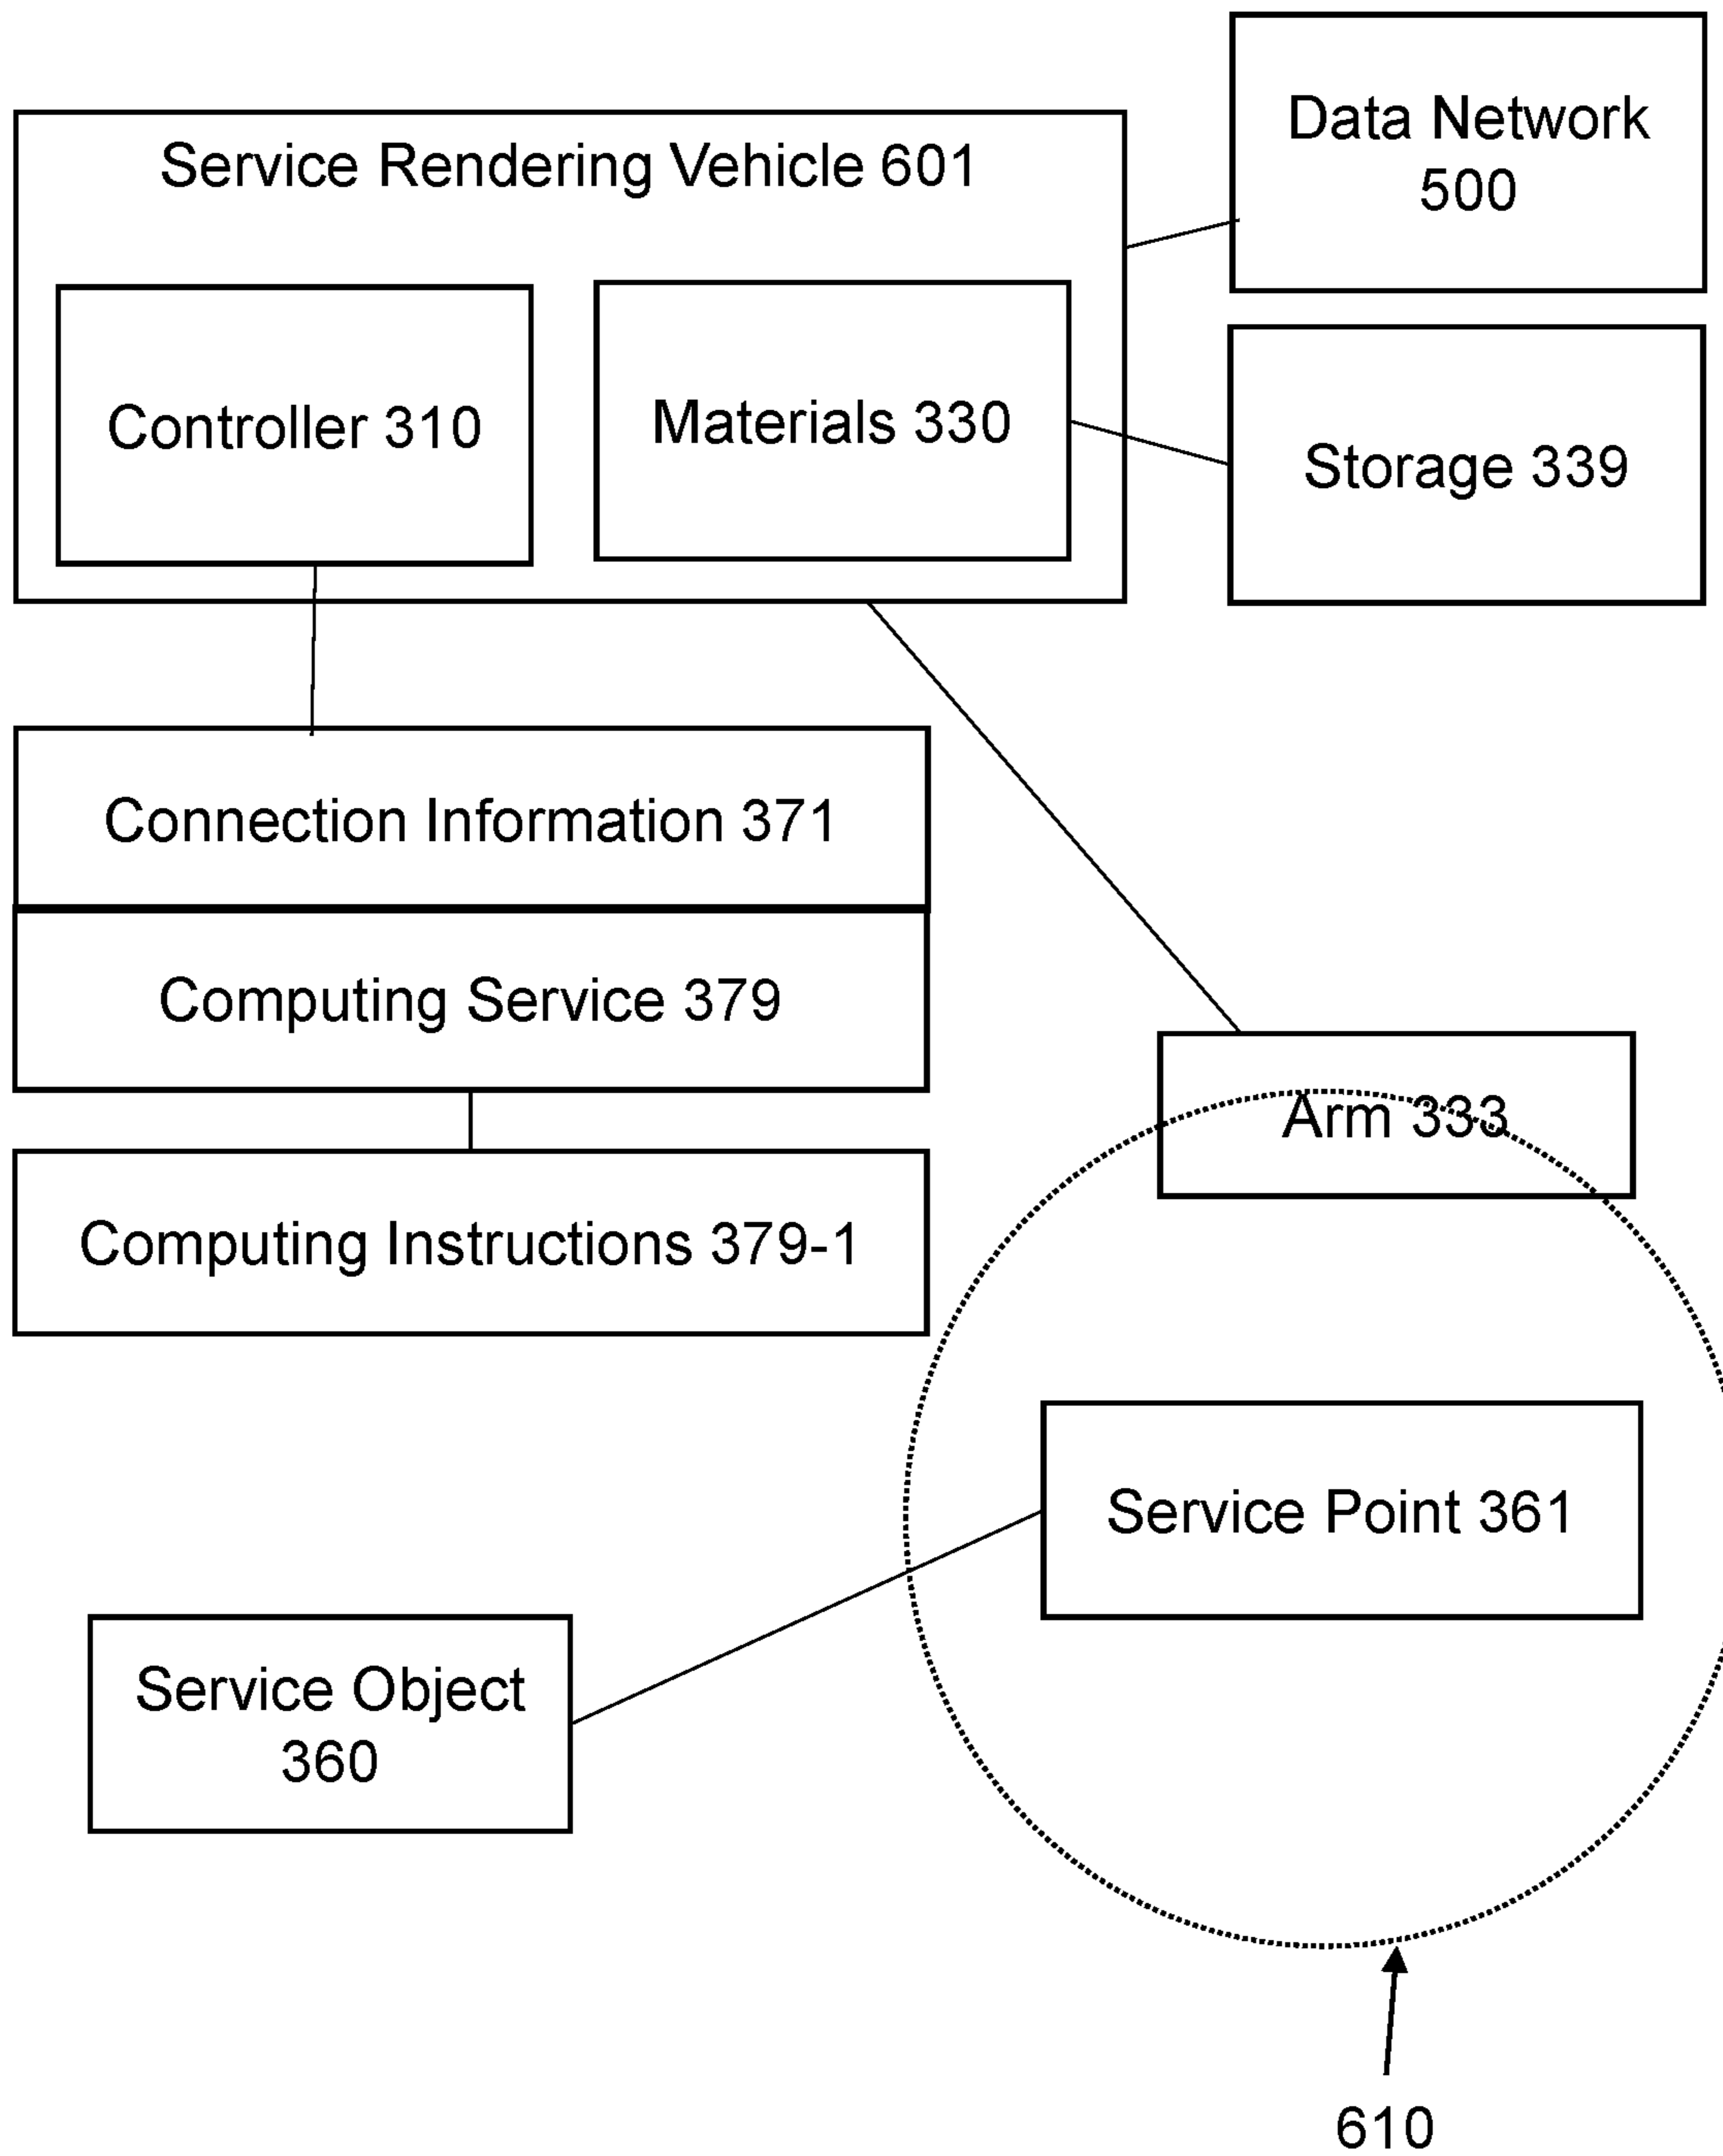 Data Network
500
Service Rendering Vehicle 601
Controller 310
Materials 330
Storage 339
Connection Information 371
Computing Service 379
Arm 333
Computing Instructions 379-1
Service Point 361
Service Object
360
610